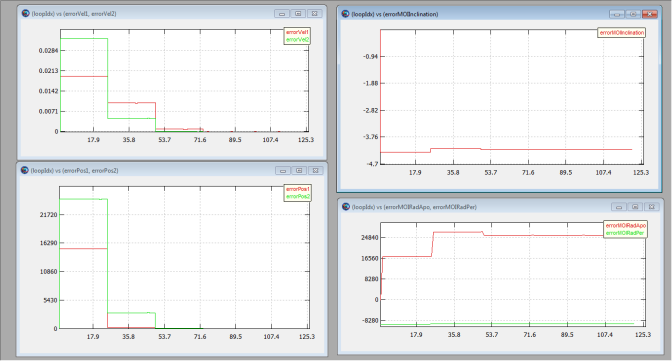 (loopIdx) vs (errorVel1, errorVel2)
errorVel1
errorVel2
0.0284
0.0213
0.0142
0.0071
0
17.9 35.8 53.7 71.6 89.5 107.4 125.3
(loopIdx) vs (errorMOIInclination)
errorMOIInclination
-0.94
-1.88
-2.82
-3.76
-4.7
17.9 35.8 53.7 71.6 89.5 107.4 125.3
(loopIdx) vs (errorPos1, errorPos2)
errorPos1
errorPos2
21720
16290
10860
5430
0
17.9 35.8 53.7 71.6 89.5 107.4 125.3
(loopIdx) vs (errorMOIRadApo, errorMOIRadPer)
errorMOIRadApo
errorMOIRadPer
24840
16560
8280
0
-8280
17.9 35.8 53.7 71.6 89.5 107.4 125.3